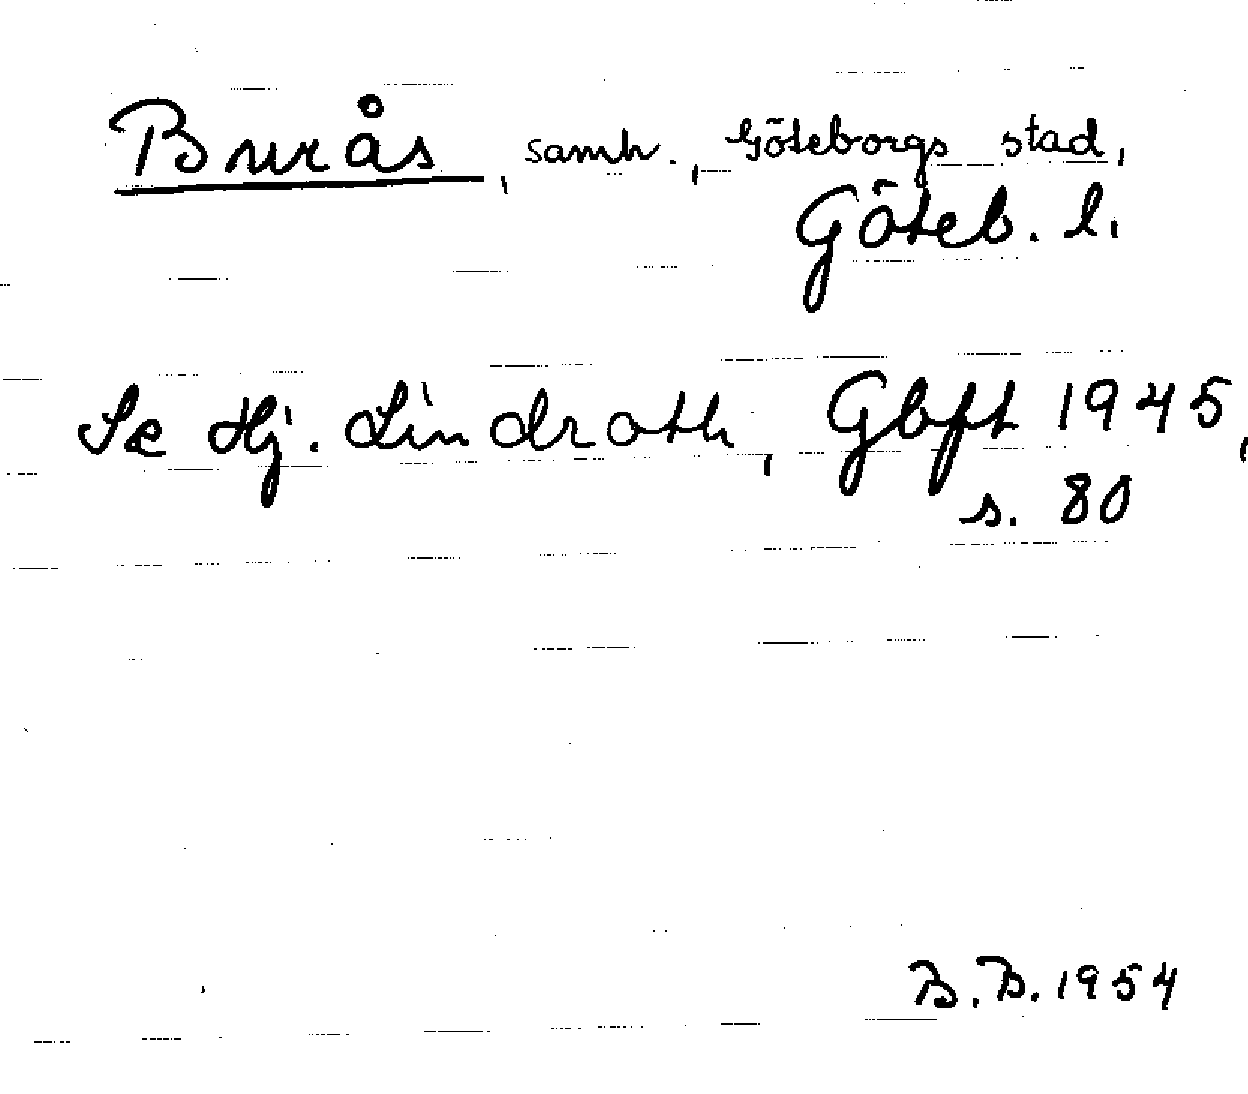 Burås, samh., Göteborgs stad,
Göteb. l.
Se Hj. Lindroth, Gbft 1945,
s. 80
B.B. 1954